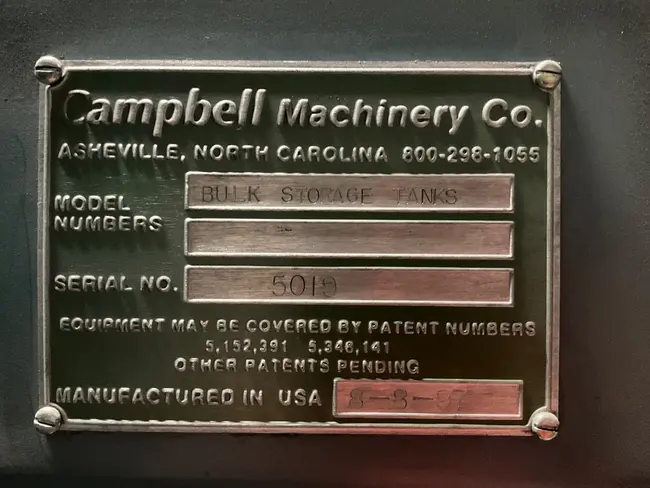 Campbell Machinery Co.
ASHEVILLE, NORTH CAROLINA 800-298-1055
MODEL NUMBERS BULK STORAGE TANKS
SERIAL NO. 5019
EQUIPMENT MAY BE COVERED BY PATENT NUMBERS
5,152,391 5,346,141
OTHER PATENTS PENDING
MANUFACTURED IN USA